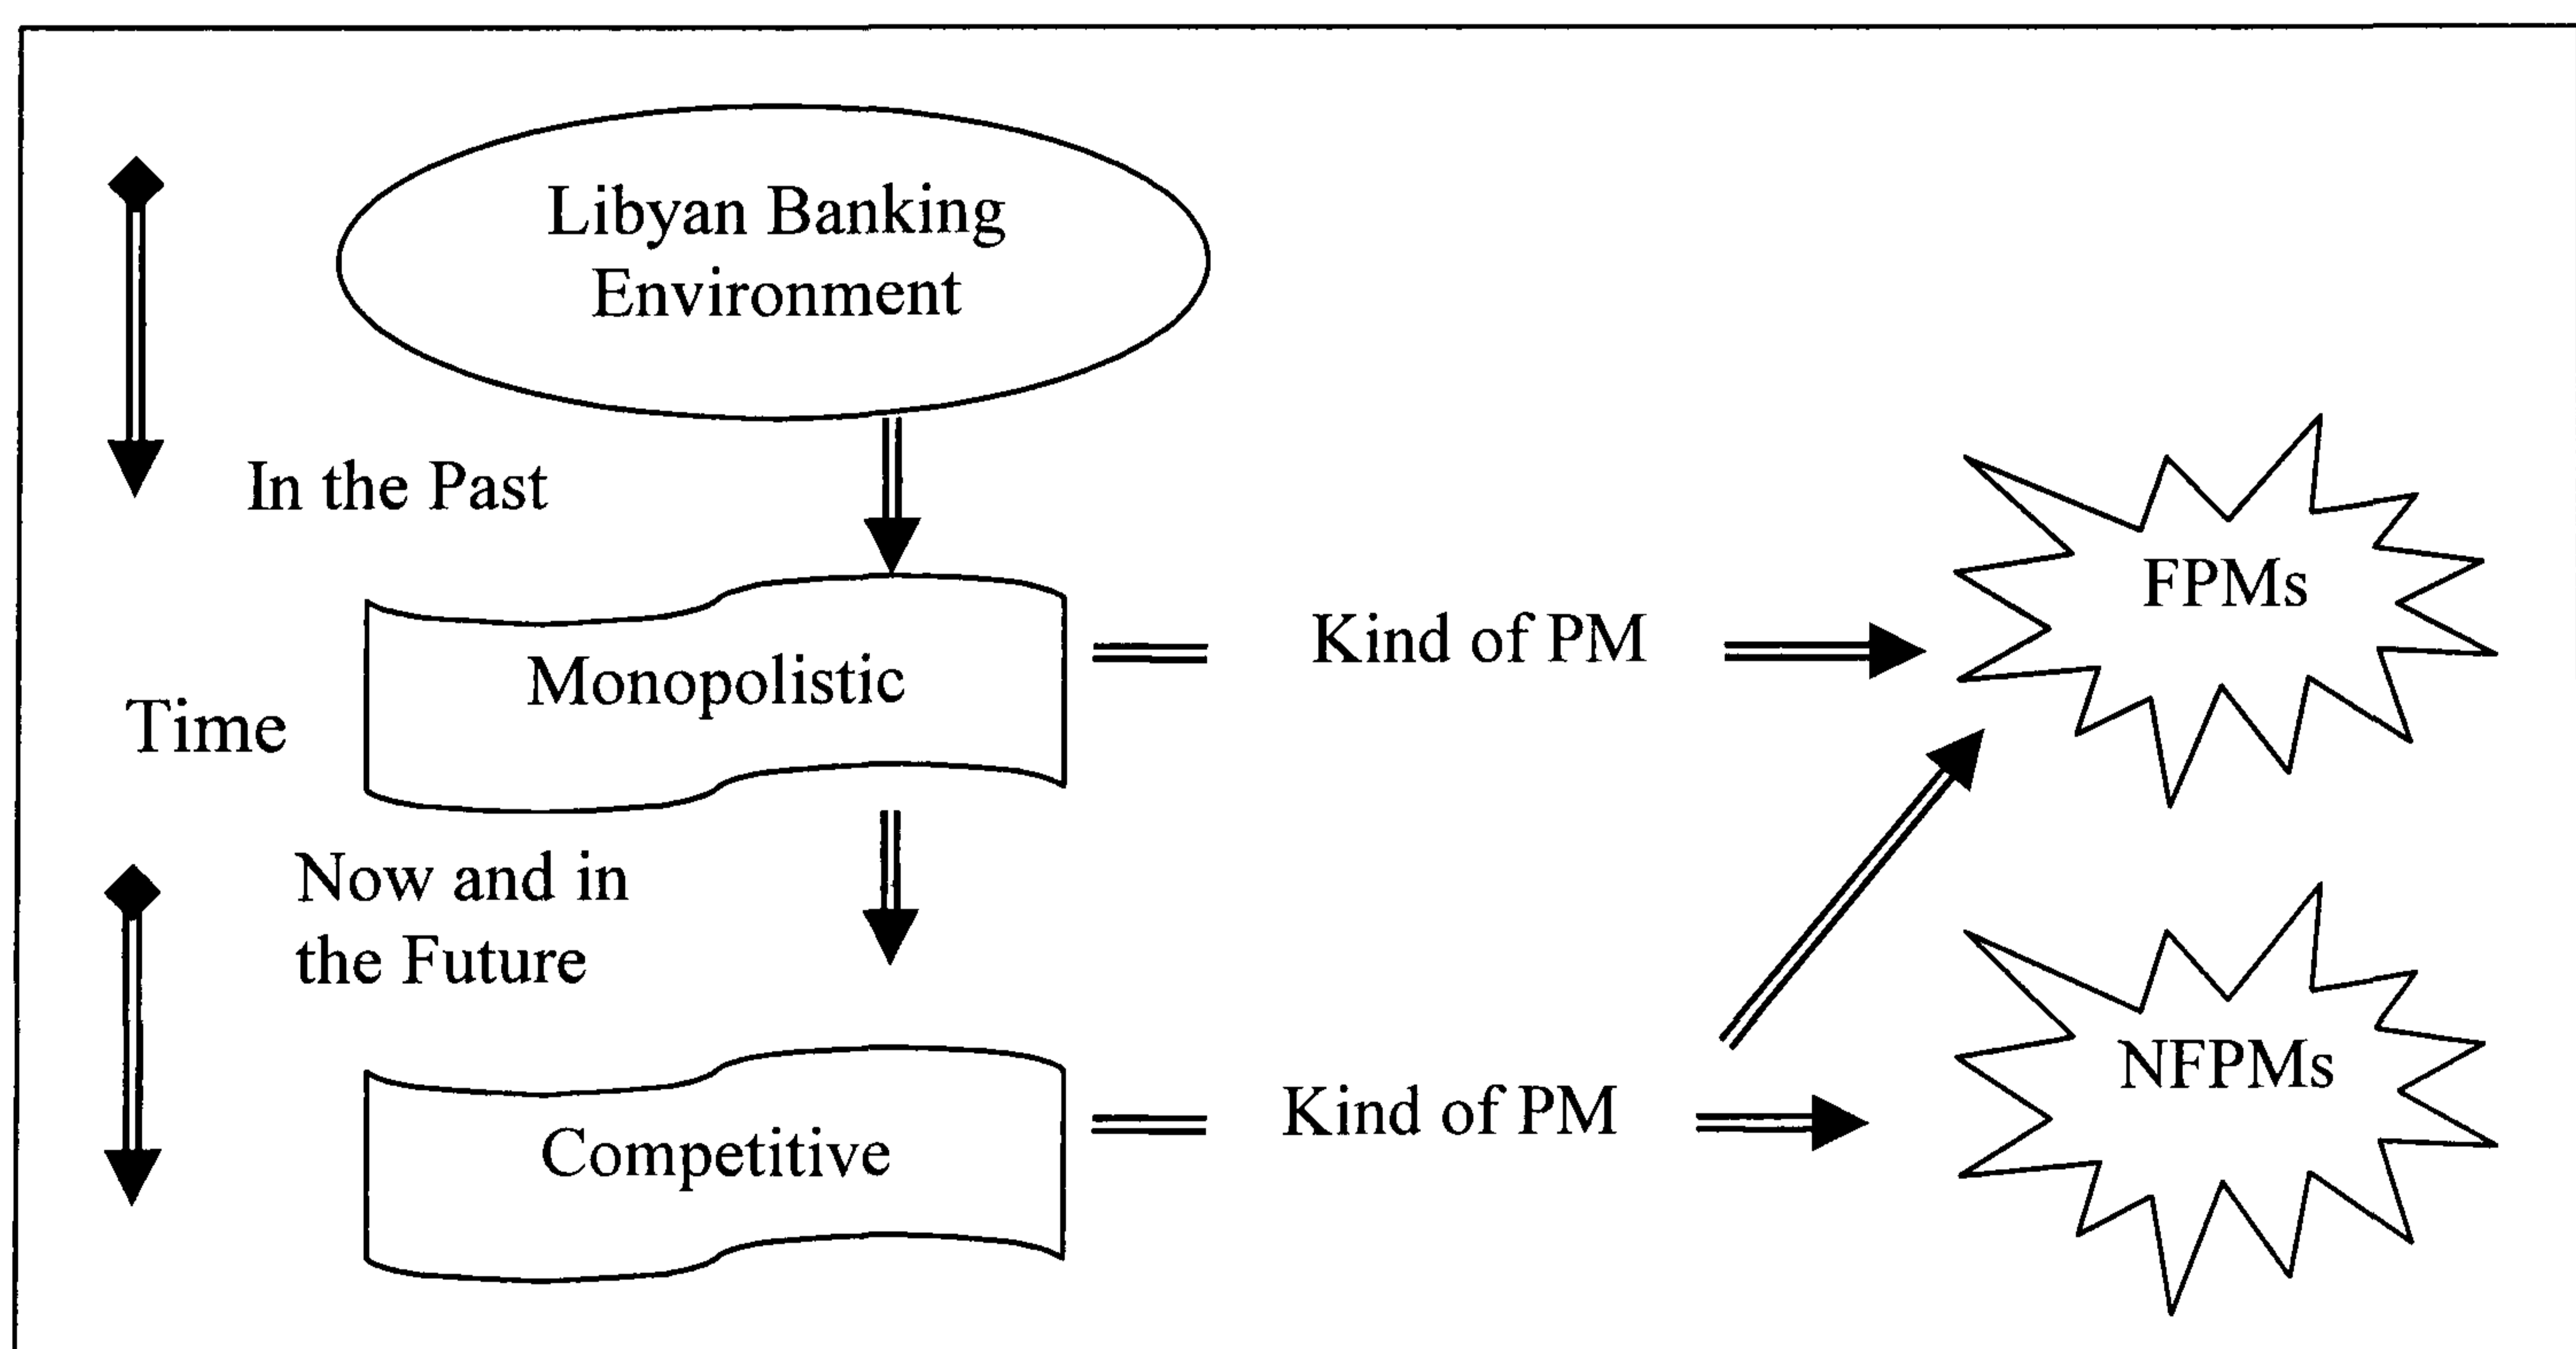 Libyan Banking
Environment
In the Past
FPMs
Kind of PM
Monopolistic
Time
Now and in
the Future
NFPMs
Kind of PM
Competitive